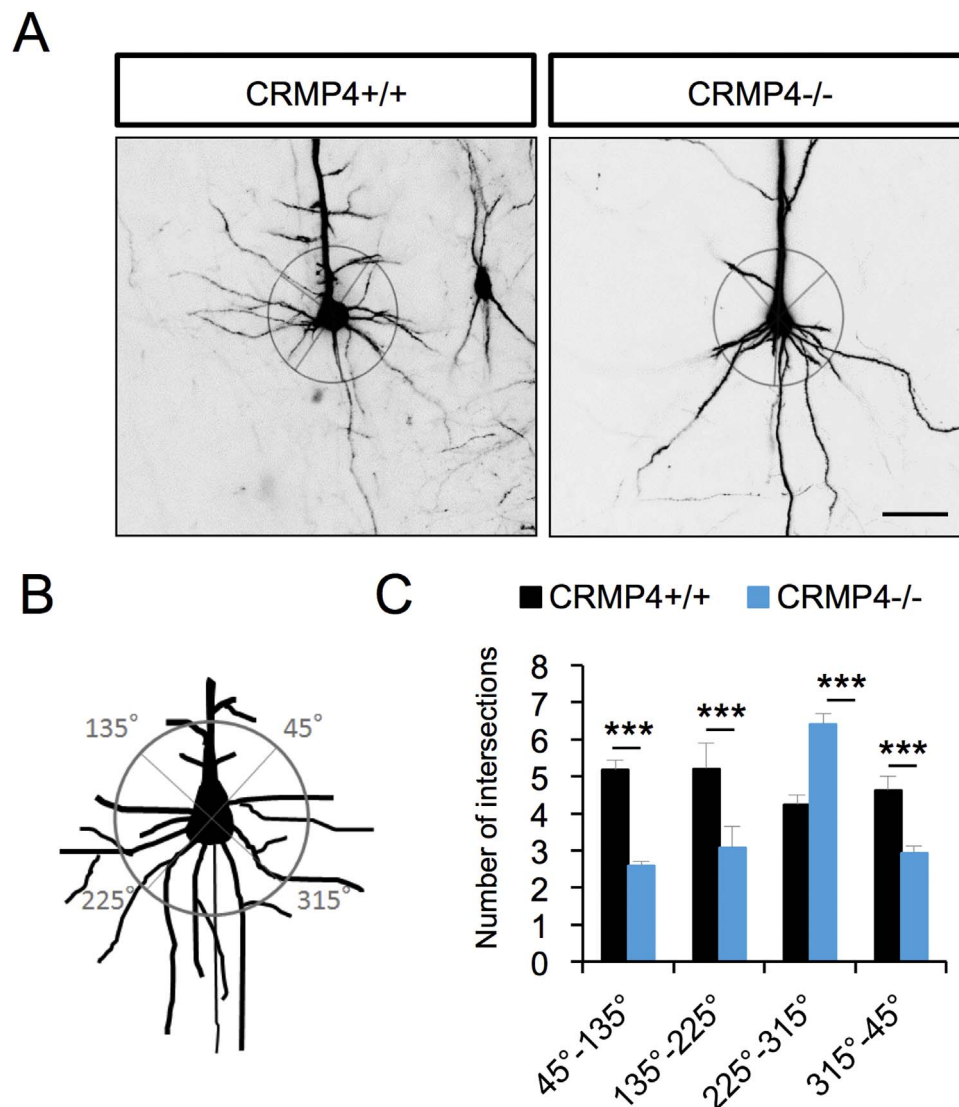 A
CRMP4+/+
CRMP4-/-
B
135°
45°
225°
315°
C
CRMP4+/+
CRMP4-/-
Number of intersections
8
7
6
5
4
3
2
1
0
***
***
***
***
45°-135°
135°-225°
225°-315°
315°-45°